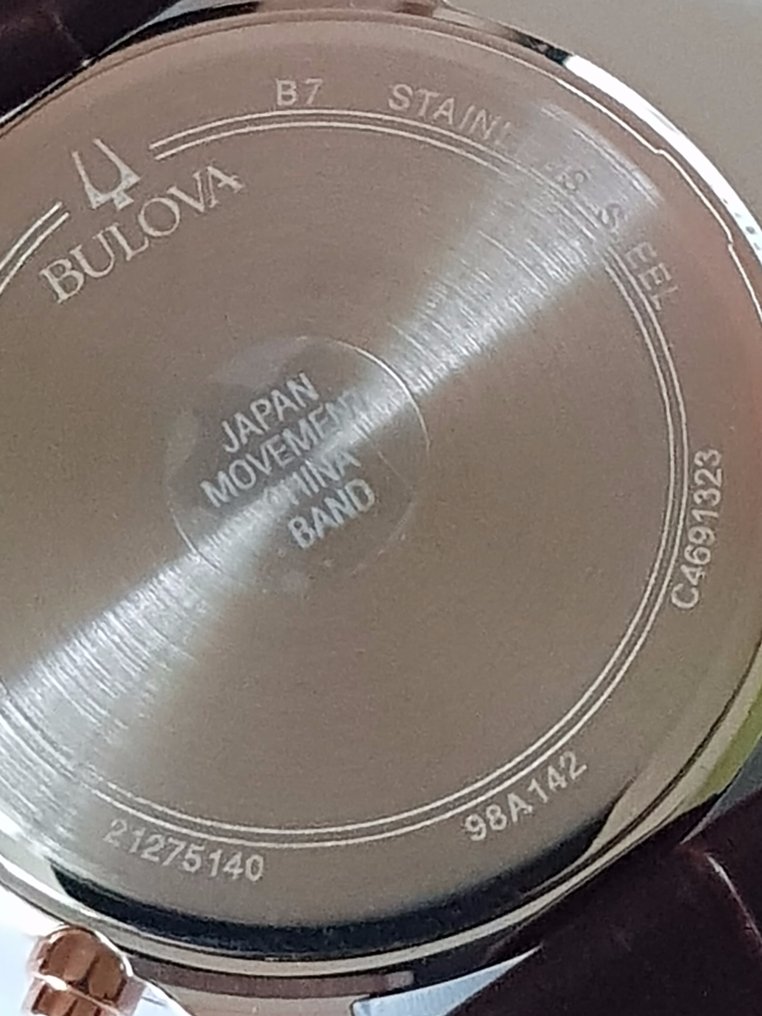 BULOVA
B7
STAINLESS STEEL
C4691323
98A142
21275140
JAPAN
MOVEMENT
CHINA
BAND